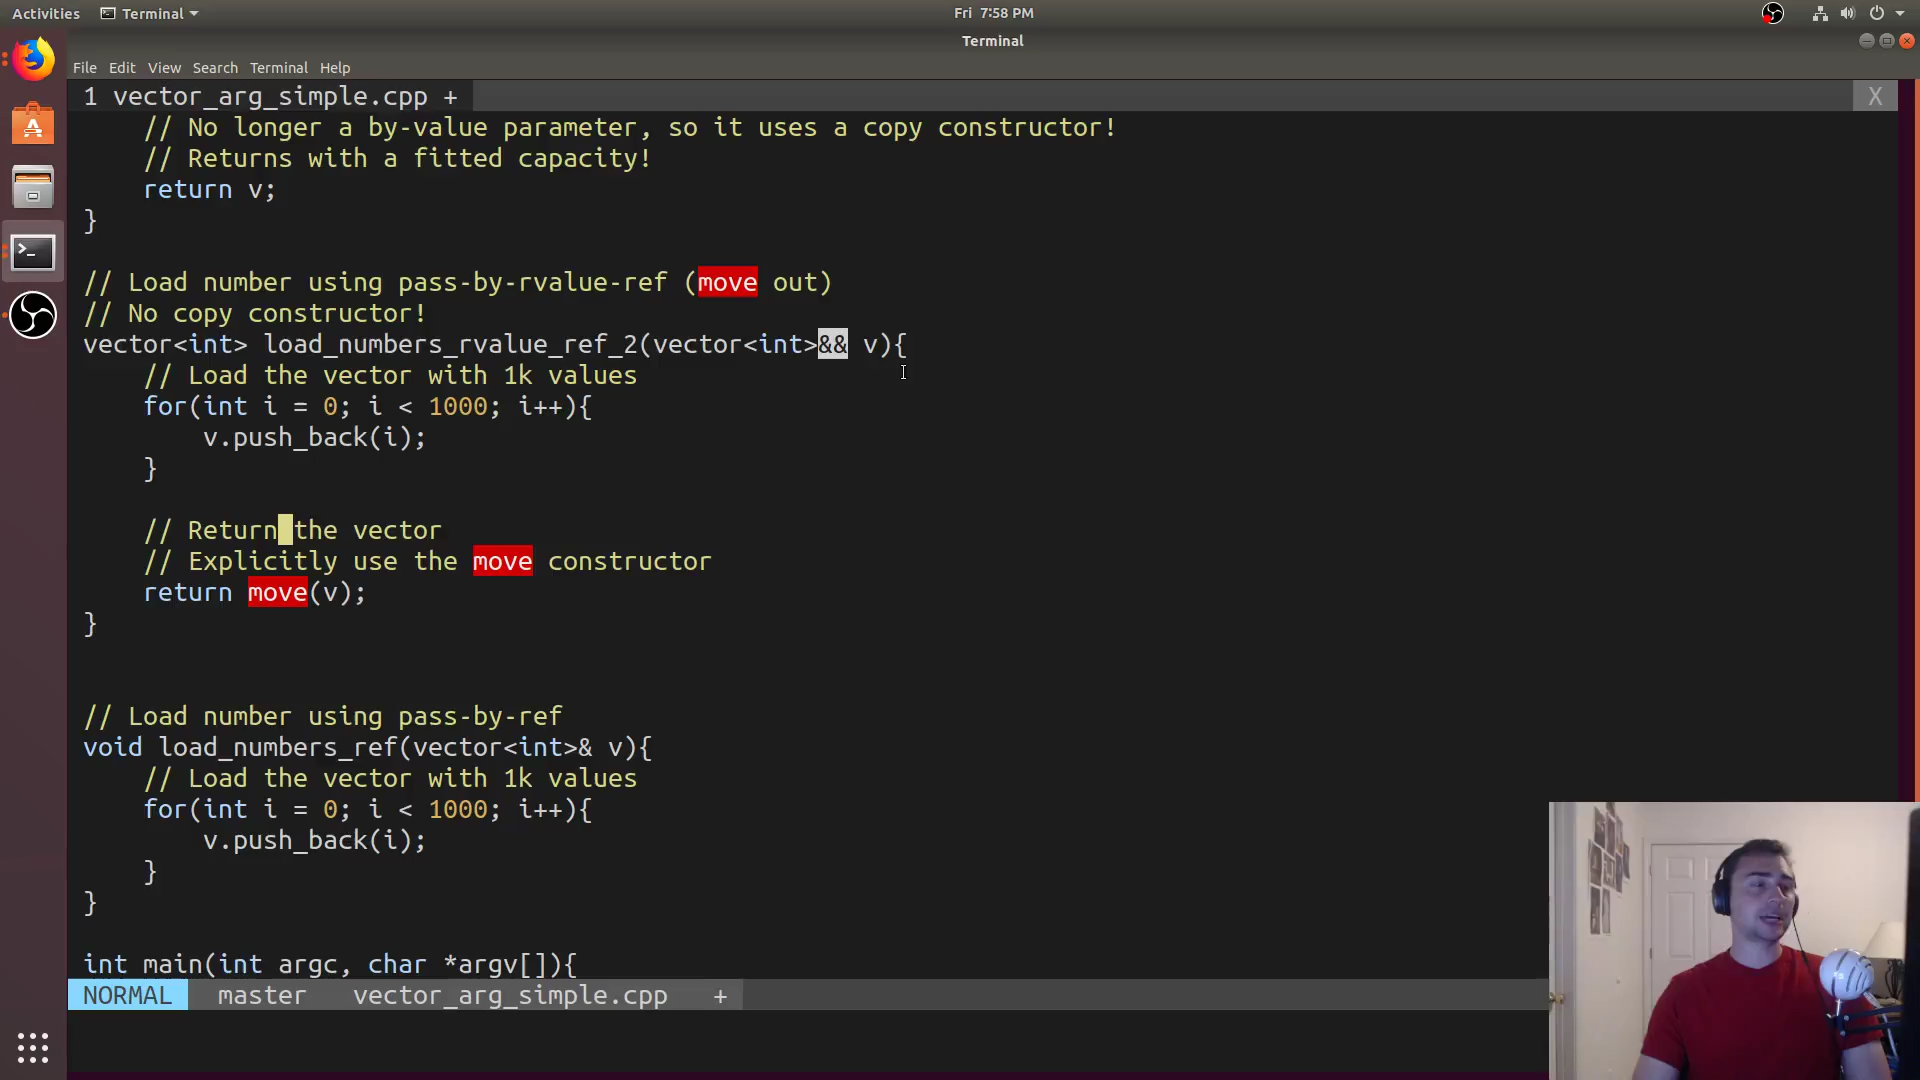 Activities Terminal Fri 7:58 PM
Terminal
File Edit View Search Terminal Help
1 vector_arg_simple.cpp + X
// No longer a by-value parameter, so it uses a copy constructor!
// Returns with a fitted capacity!
return v;
}
// Load number using pass-by-rvalue-ref (move out)
// No copy constructor!
vector<int> load_numbers_rvalue_ref_2(vector<int>&& v){
// Load the vector with 1k values
for(int i = 0; i < 1000; i++){
v.push_back(i);
}
// Return the vector
// Explicitly use the move constructor
return move(v);
}
// Load number using pass-by-ref
void load_numbers_ref(vector<int>& v){
// Load the vector with 1k values
for(int i = 0; i < 1000; i++){
v.push_back(i);
}
}
int main(int argc, char *argv[]){
NORMAL master vector_arg_simple.cpp +